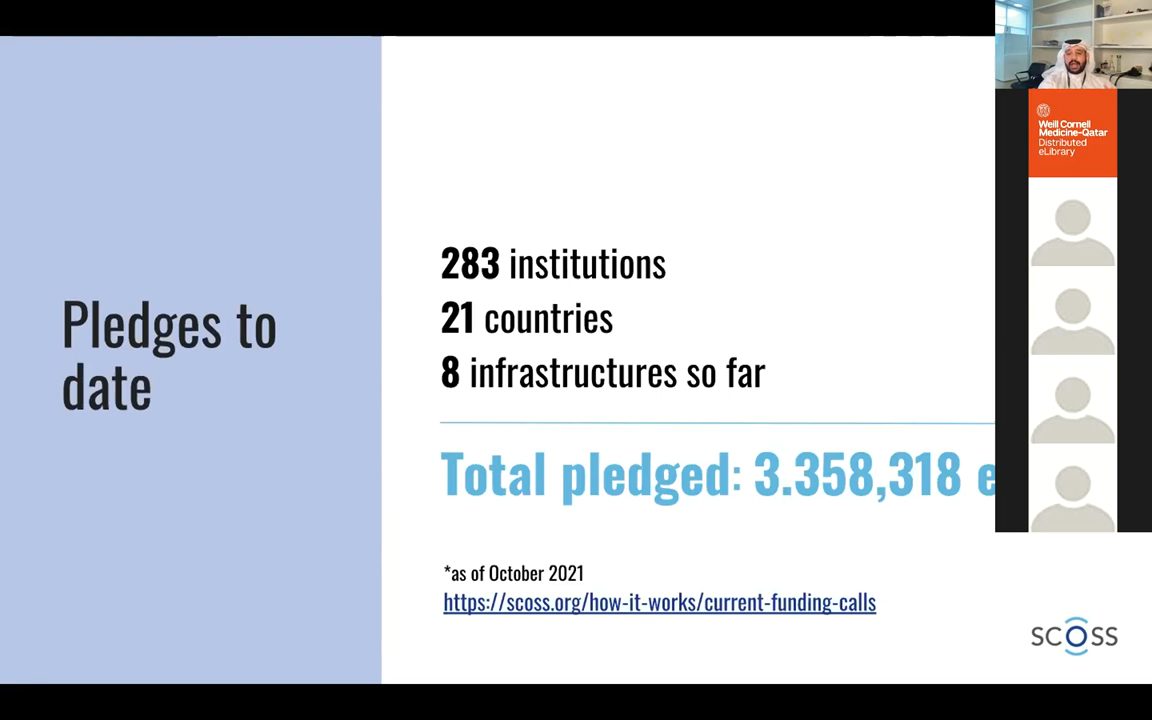 Pledges to
date
283 institutions
21 countries
8 infrastructures so far
Total pledged: 3.358,318 e
*as of October 2021
https://scoss.org/how-it-works/current-funding-calls
SCOSS
Weill Cornell
Medicine-Qatar
Distributed
eLibrary